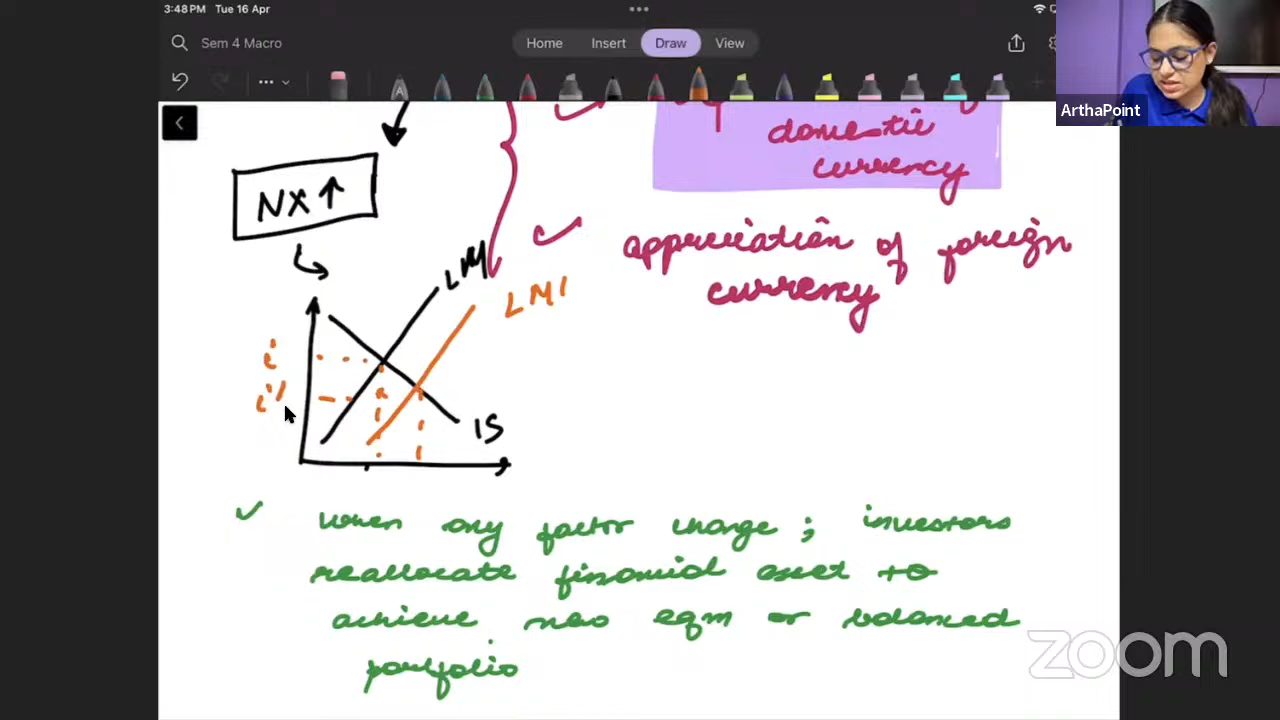 3:48 PM Tue 16 Apr
Sem 4 Macro
Home Insert Draw View
ArthaPoint
domestic
currency
NX↑
appreciation of foreign
currency
LM
LM1
i
i'
IS
when any factor change ; investors
reallocate financial asset to
achieve new eqm or balanced
portfolio
zoom